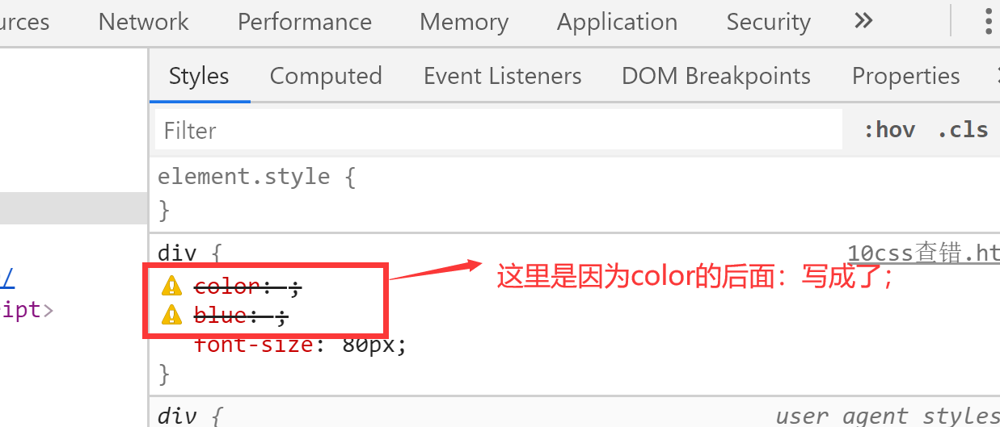 urces Network Performance Memory Application Security
Styles Computed Event Listeners DOM Breakpoints Properties
Filter :hov .cls
element.style {
}
div { 10css查错.ht
color: ;
这里是因为color的后面：写成了；
/
blue: ;
ipt>
font-size: 80px;
}
div { user agent styles